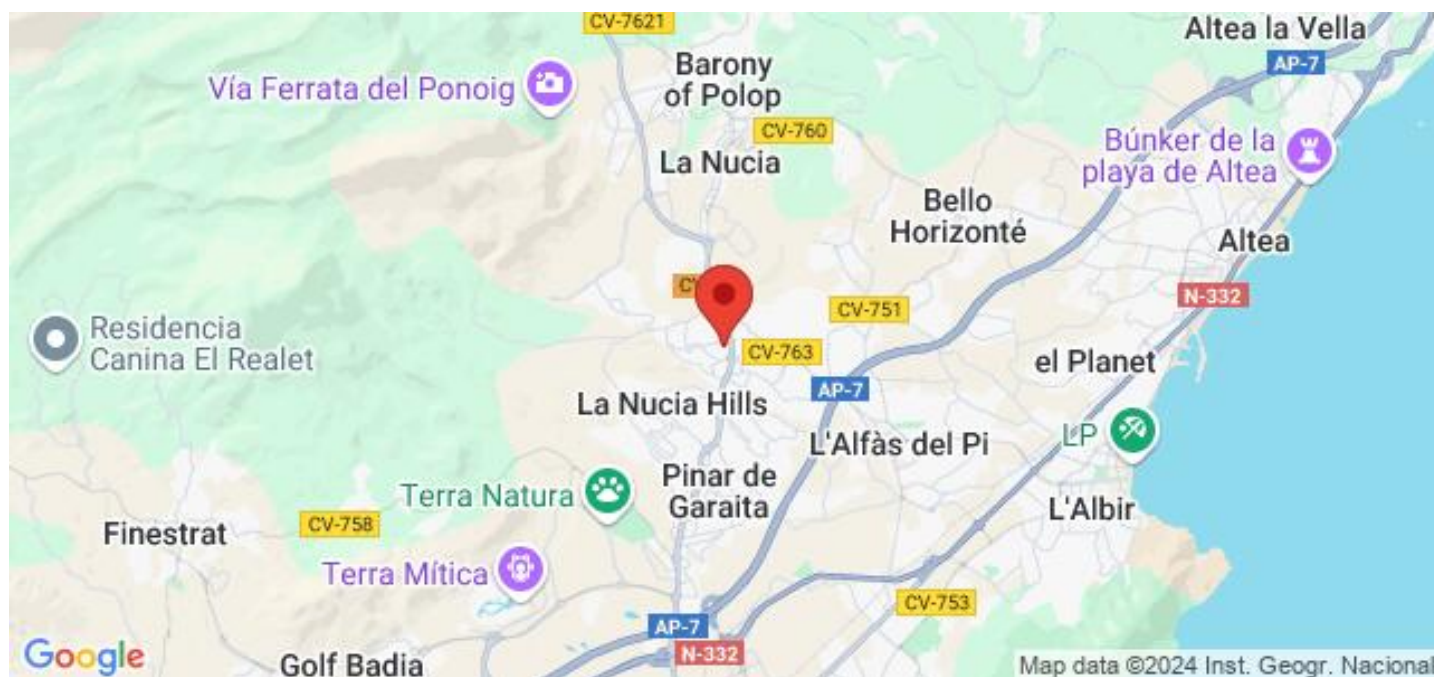 CV-7621
Altea la Vella
AP-7
Vía Ferrata del Ponoig
Barony
of Polop
CV-760
La Nucia
Búnker de la
playa de Altea
Bello
Horizonté
Altea
N-332
CV-751
Residencia
Canina El Realet
CV-763
el Planet
AP-7
La Nucia Hills
L'Alfàs del Pi
LP
Terra Natura
Pinar de
Garaita
L'Albir
Finestrat
CV-758
Terra Mítica
CV-753
AP-7
N-332
Golf Badia
Google
Map data ©2024 Inst. Geogr. Nacional